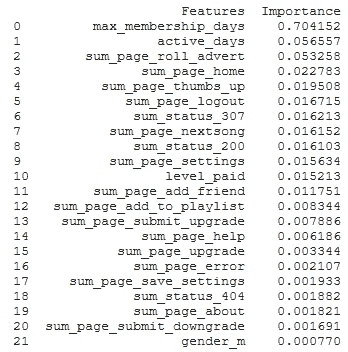 Features Importance
0 max_membership_days 0.704152
1 active_days 0.056557
2 sum_page_roll_advert 0.053258
3 sum_page_home 0.022783
4 sum_page_thumbs_up 0.019508
5 sum_page_logout 0.016715
6 sum_status_307 0.016213
7 sum_page_nextsong 0.016152
8 sum_status_200 0.016103
9 sum_page_settings 0.015634
10 level_paid 0.015213
11 sum_page_add_friend 0.011751
12 sum_page_add_to_playlist 0.008344
13 sum_page_submit_upgrade 0.007886
14 sum_page_help 0.006186
15 sum_page_upgrade 0.003344
16 sum_page_error 0.002107
17 sum_page_save_settings 0.001933
18 sum_status_404 0.001882
19 sum_page_about 0.001821
20 sum_page_submit_downgrade 0.001691
21 gender_m 0.000770